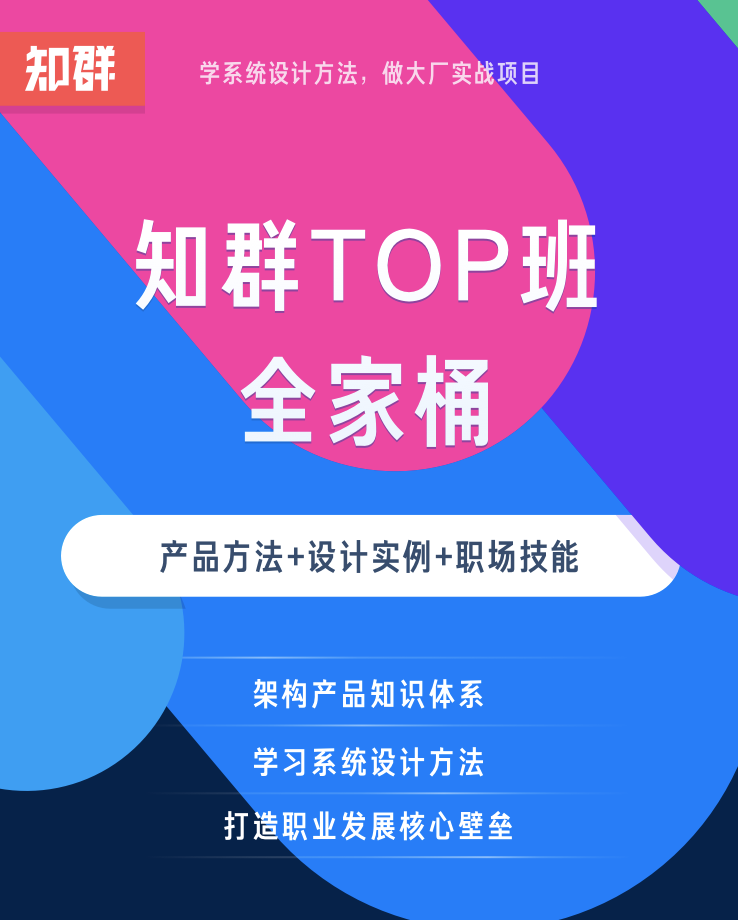 知群
学系统设计方法，做大厂实战项目
知群TOP班
全家桶
产品方法+设计实例+职场技能
架构产品知识体系
学习系统设计方法
打造职业发展核心壁垒